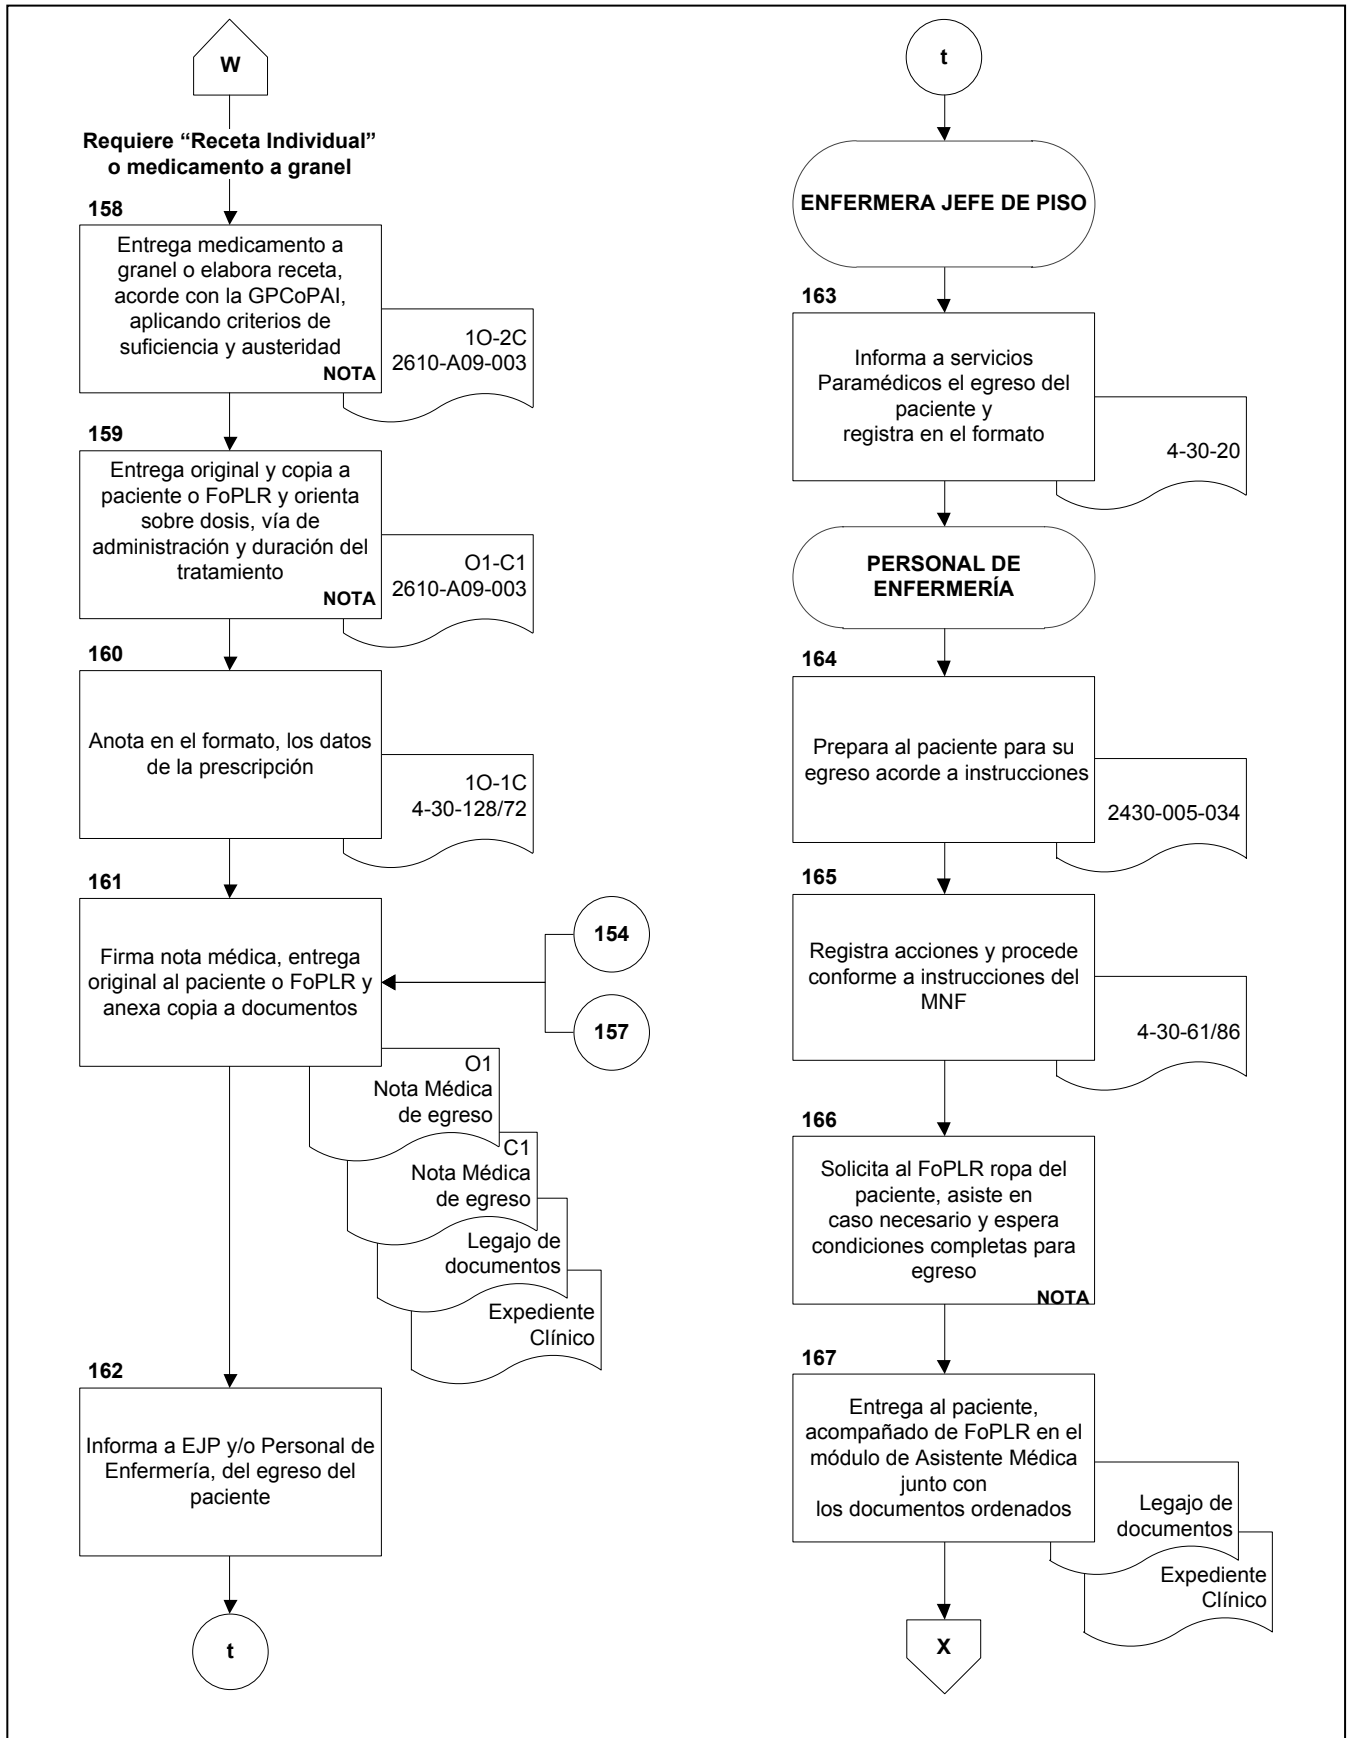 W
Requiere “Receta Individual”
o medicamento a granel
158
Entrega medicamento a
granel o elabora receta,
acorde con la GPCoPAI,
aplicando criterios de
suficiencia y austeridad
NOTA
1O-2C
2610-A09-003
159
Entrega original y copia a
paciente o FoPLR y orienta
sobre dosis, vía de
administración y duración del
tratamiento
NOTA
O1-C1
2610-A09-003
160
Anota en el formato, los datos
de la prescripción
1O-1C
4-30-128/72
161
Firma nota médica, entrega
original al paciente o FoPLR y
anexa copia a documentos
154
157
O1
Nota Médica
de egreso
C1
Nota Médica
de egreso
Legajo de
documentos
Expediente
Clínico
162
Informa a EJP y/o Personal de
Enfermería, del egreso del
paciente
t
t
ENFERMERA JEFE DE PISO
163
Informa a servicios
Paramédicos el egreso del
paciente y
registra en el formato
4-30-20
PERSONAL DE
ENFERMERÍA
164
Prepara al paciente para su
egreso acorde a instrucciones
2430-005-034
165
Registra acciones y procede
conforme a instrucciones del
MNF
4-30-61/86
166
Solicita al FoPLR ropa del
paciente, asiste en
caso necesario y espera
condiciones completas para
egreso
NOTA
167
Entrega al paciente,
acompañado de FoPLR en el
módulo de Asistente Médica
junto con
los documentos ordenados
Legajo de
documentos
Expediente
Clínico
X